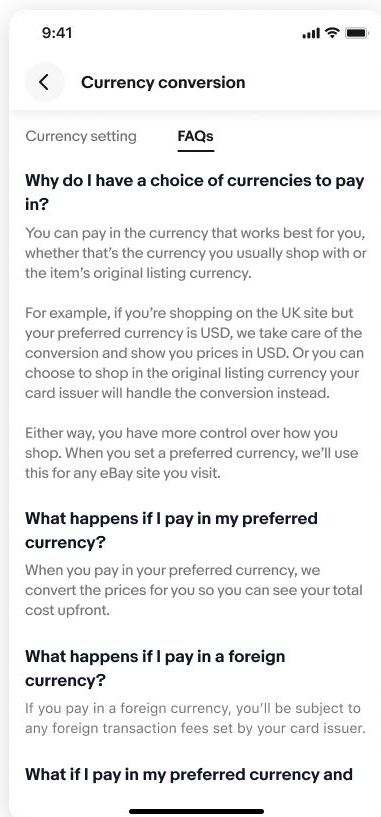 9:41
Currency conversion
Currency setting FAQs
Why do I have a choice of currencies to pay
in?
You can pay in the currency that works best for you,
whether that's the currency you usually shop with or
the item's original listing currency.
For example, if you're shopping on the UK site but
your preferred currency is USD, we take care of the
conversion and show you prices in USD. Or you can
choose to shop in the original listing currency your
card issuer will handle the conversion instead.
Either way, you have more control over how you
shop. When you set a preferred currency, we'll use
this for any eBay site you visit.
What happens if I pay in my preferred
currency?
When you pay in your preferred currency, we
convert the prices for you so you can see your total
cost upfront.
What happens if I pay in a foreign
currency?
If you pay in a foreign currency, you'll be subject to
any foreign transaction fees set by your card issuer.
What if I pay in my preferred currency and